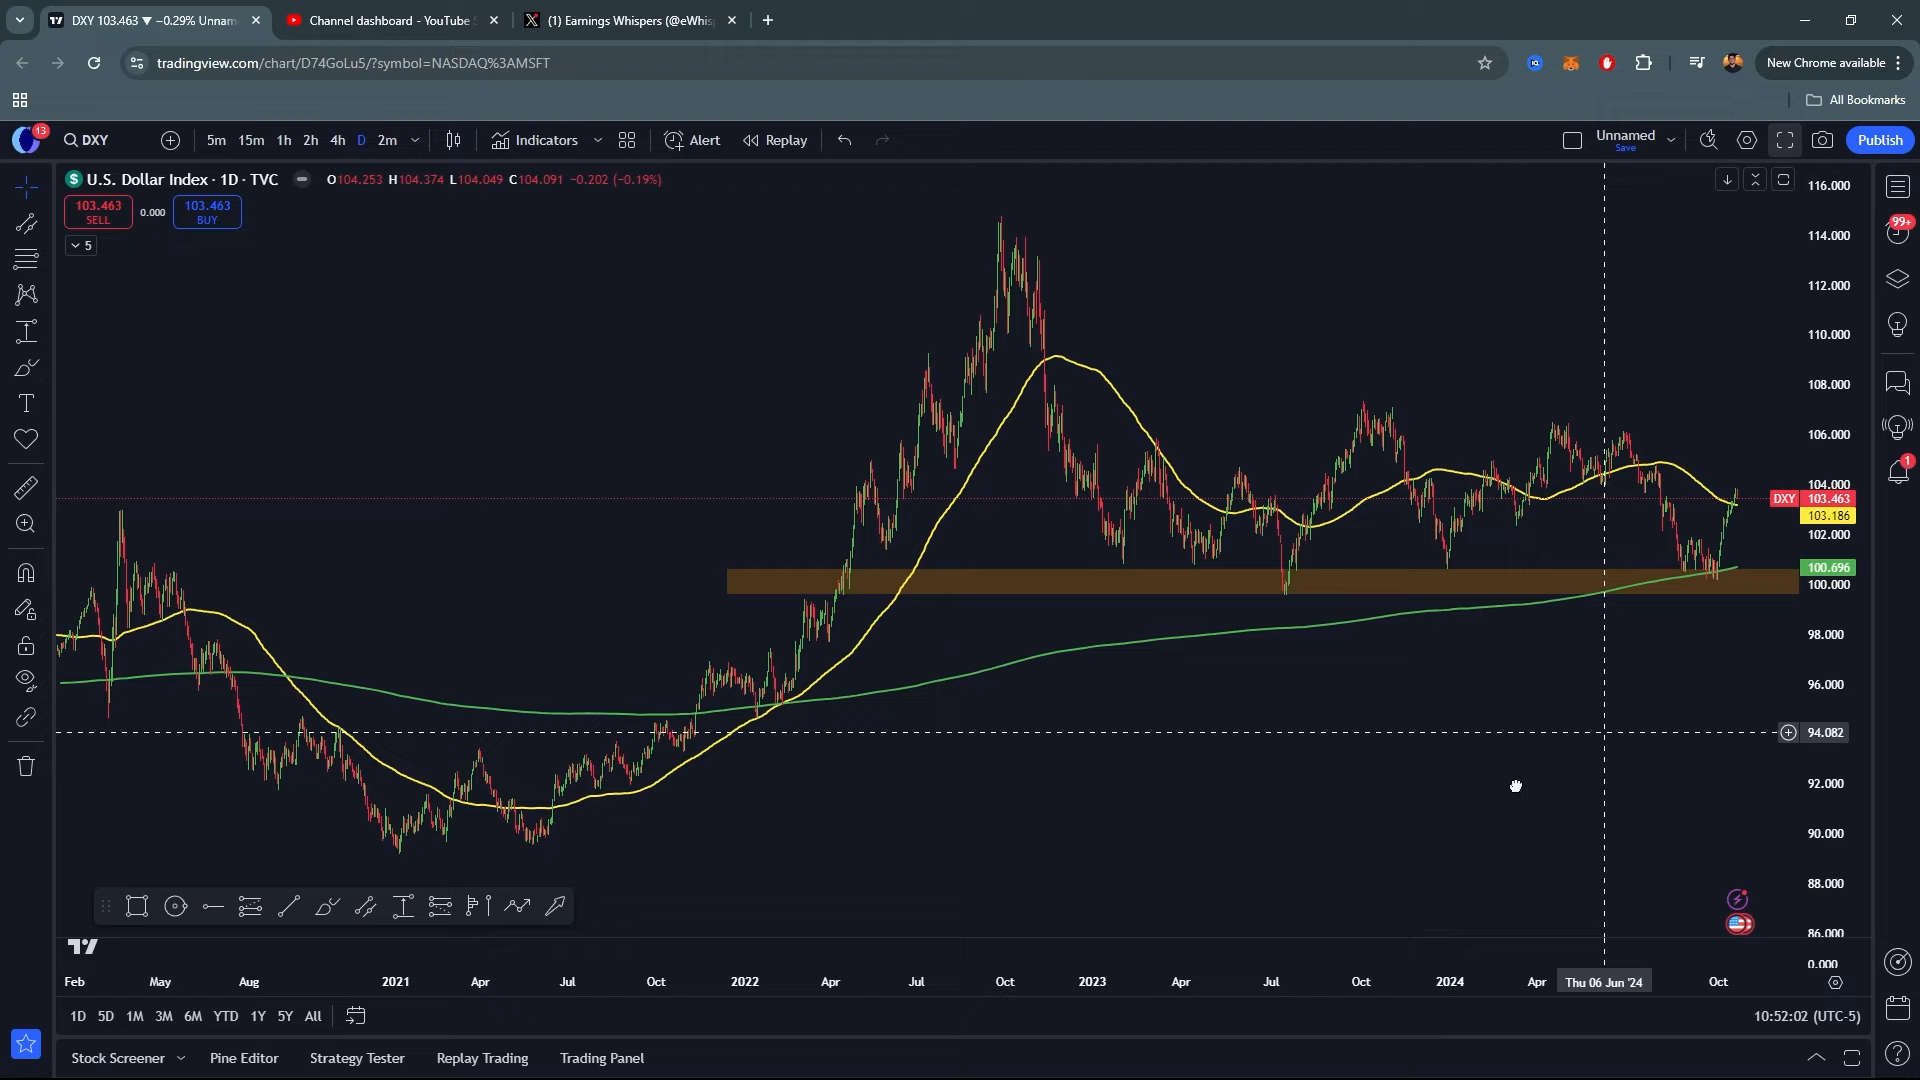 DXY 103.463 ▼ −0.29% Unnam
Channel dashboard - YouTube S
(1) Earnings Whispers (@eWhis
tradingview.com/chart/D74GoLu5/?symbol=NASDAQ%3AMSFT
New Chrome available
All Bookmarks
13
DXY
5m 15m 1h 2h 4h D 2m
Indicators
Alert
Replay
Unnamed
Save
Publish
U.S. Dollar Index · 1D · TVC
O104.253 H104.374 L104.049 C104.091 −0.202 (−0.19%)
103.463
SELL
0.000
103.463
BUY
5
99+
1
116.000
114.000
112.000
110.000
108.000
106.000
104.000
DXY 103.463
103.186
102.000
100.696
100.000
98.000
96.000
94.082
92.000
90.000
88.000
86.000
0.000
Feb May Aug 2021 Apr Jul Oct 2022 Apr Jul Oct 2023 Apr Jul Oct 2024 Apr Thu 06 Jun '24 Oct
1D 5D 1M 3M 6M YTD 1Y 5Y All
10:52:02 (UTC-5)
Stock Screener
Pine Editor
Strategy Tester
Replay Trading
Trading Panel